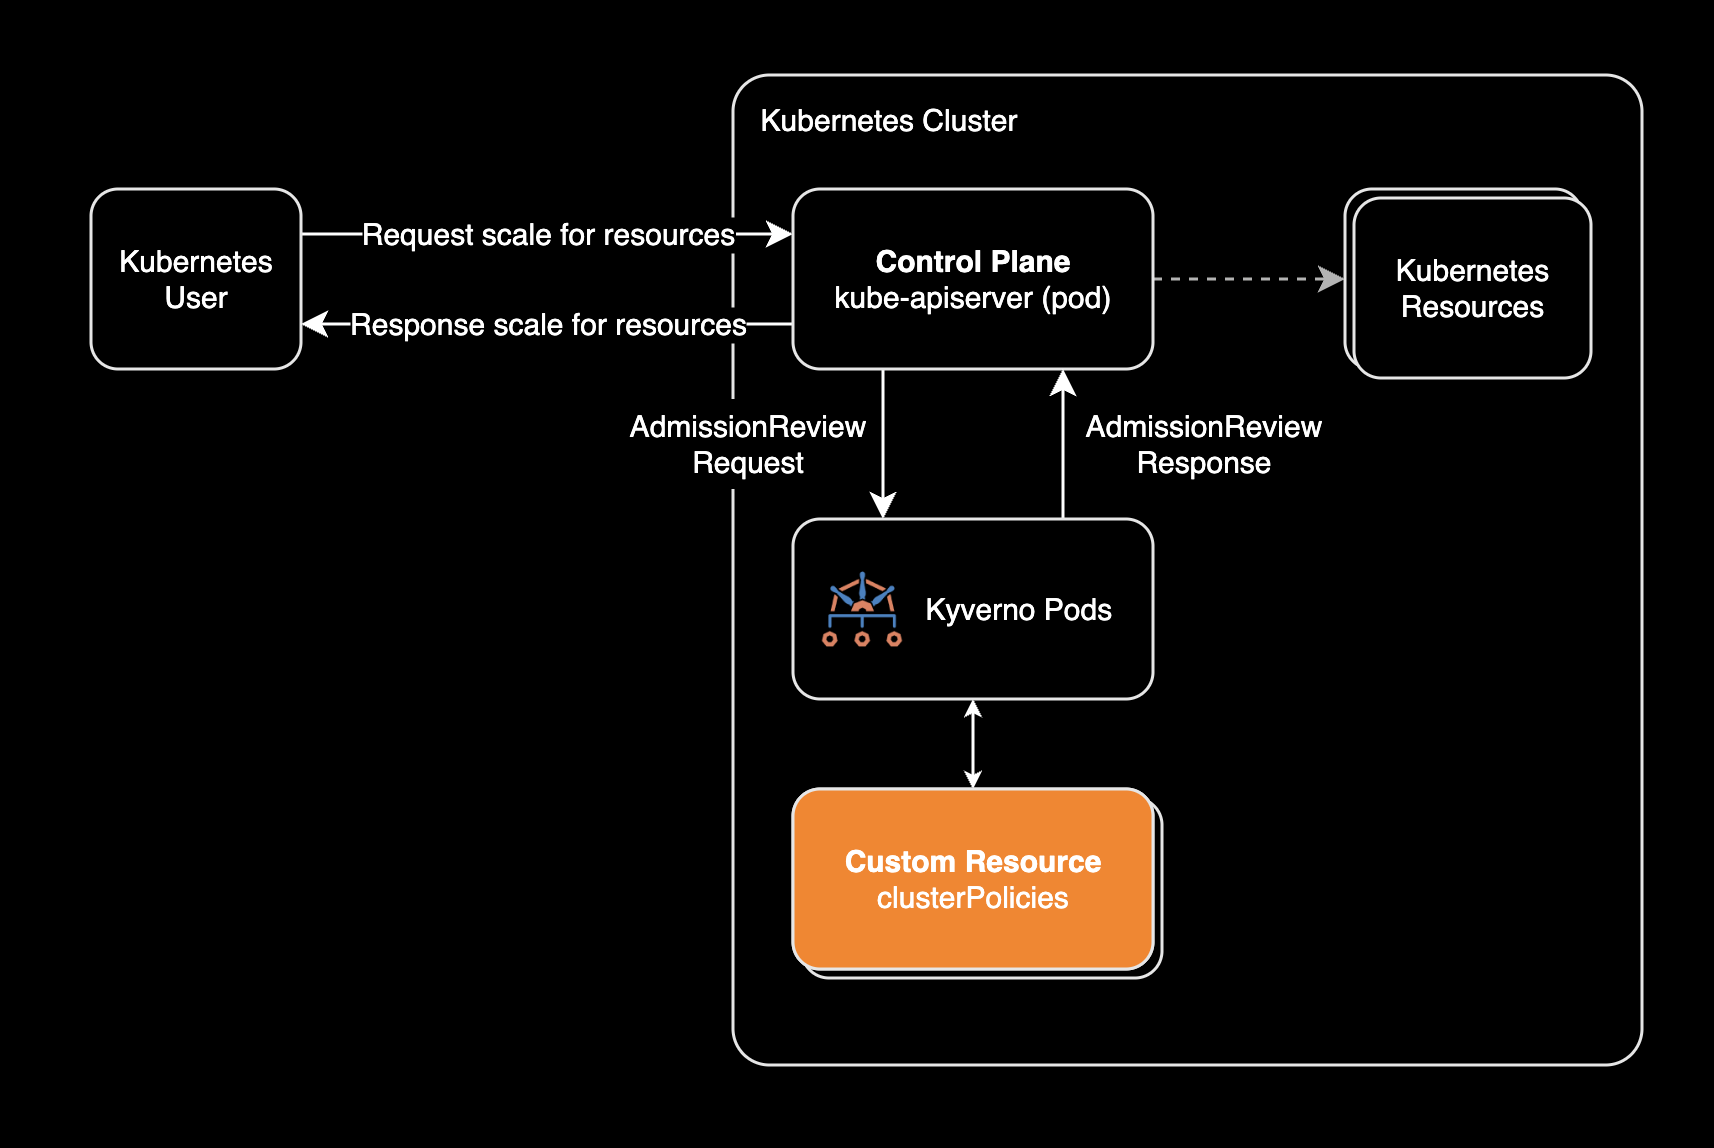 Kubernetes Cluster
Kubernetes
User
Request scale for resources
Response scale for resources
Control Plane
kube-apiserver (pod)
Kubernetes
Resources
AdmissionReview
Request
AdmissionReview
Response
Kyverno Pods
Custom Resource
clusterPolicies